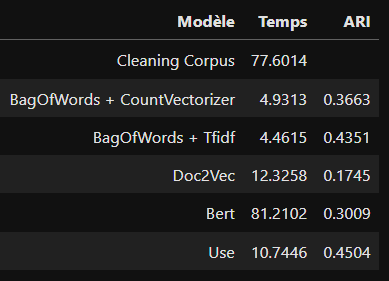 Modèle Temps ARI
Cleaning Corpus 77.6014
BagOfWords + CountVectorizer 4.9313 0.3663
BagOfWords + Tfidf 4.4615 0.4351
Doc2Vec 12.3258 0.1745
Bert 81.2102 0.3009
Use 10.7446 0.4504